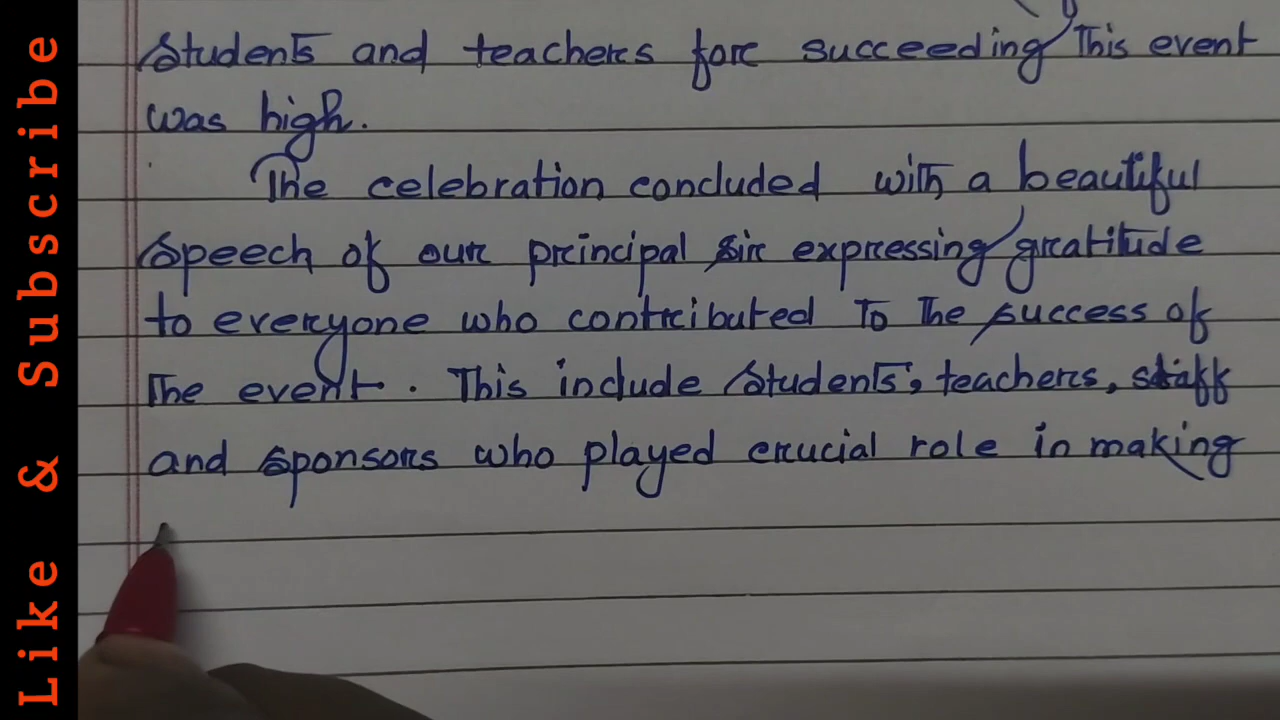 Like & Subscribe
students and teachers for succeeding This event
was high.
The celebration concluded with a beautiful
speech of our principal sir expressing gratitude
to everyone who contributed To The success of
The event. This include students, teachers, staff
and sponsors who played crucial role in making